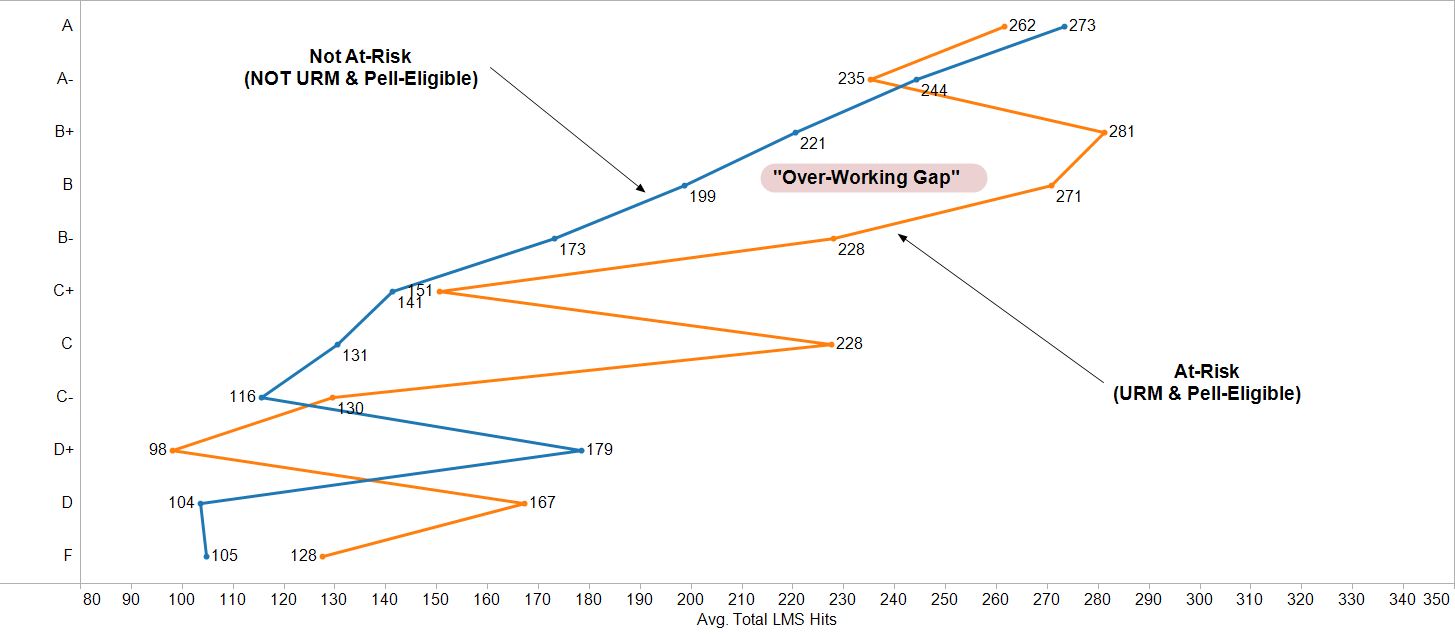 A
262
273
Not At-Risk
(NOT URM & Pell-Eligible)
A-
235
244
B+
281
221
"Over-Working Gap"
B
199
271
B-
173
228
C+
151
141
C
228
131
At-Risk
(URM & Pell-Eligible)
C-
116
130
D+
98
179
D
104
167
F
105
128
80 90 100 110 120 130 140 150 160 170 180 190 200 210 220 230 240 250 260 270 280 290 300 310 320 330 340 350
Avg. Total LMS Hits